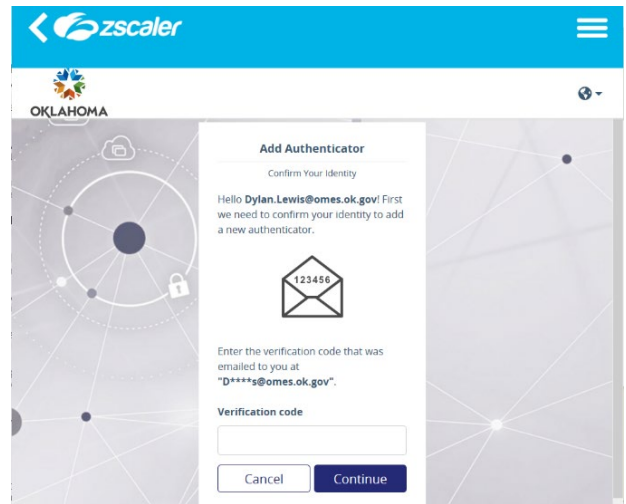 zscaler
OKLAHOMA
Add Authenticator
Confirm Your Identity
Hello Dylan.Lewis@omes.ok.gov! First
we need to confirm your identity to add
a new authenticator.
123456
Enter the verification code that was
emailed to you at
"D****s@omes.ok.gov".
Verification code
Cancel Continue